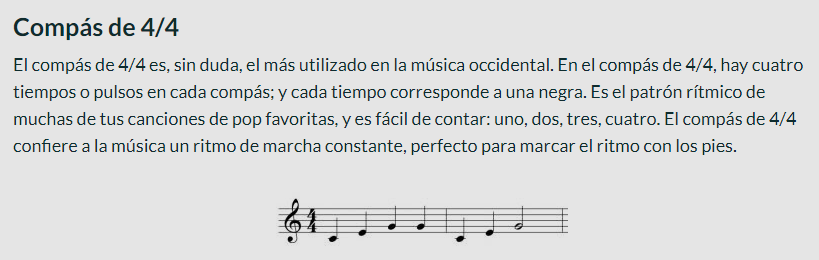 Compás de 4/4
El compás de 4/4 es, sin duda, el más utilizado en la música occidental. En el compás de 4/4, hay cuatro
tiempos o pulsos en cada compás; y cada tiempo corresponde a una negra. Es el patrón rítmico de
muchas de tus canciones de pop favoritas, y es fácil de contar: uno, dos, tres, cuatro. El compás de 4/4
confiere a la música un ritmo de marcha constante, perfecto para marcar el ritmo con los pies.
4
4